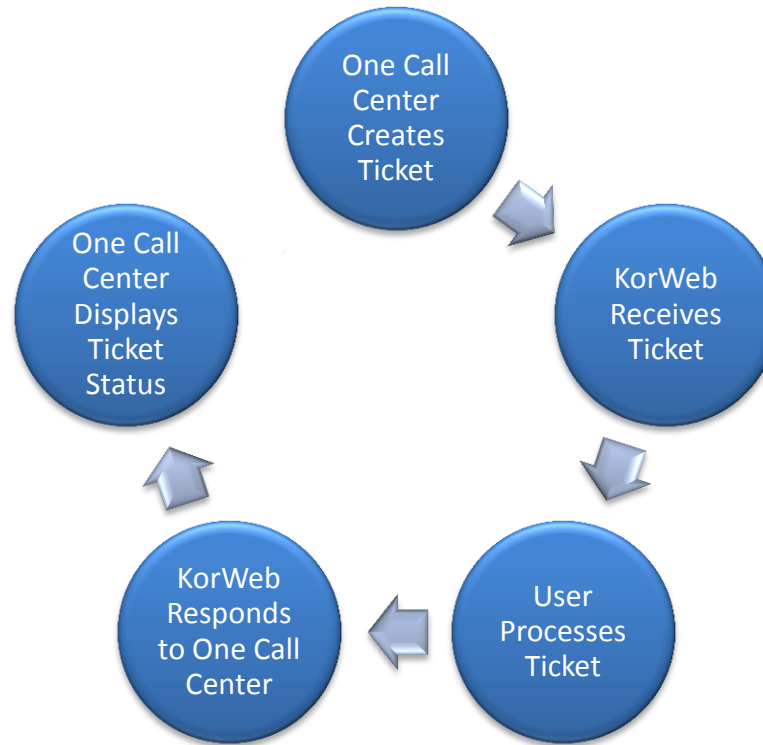 One Call
Center
Creates
Ticket
KorWeb
Receives
Ticket
User
Processes
Ticket
KorWeb
Responds
to One Call
Center
One Call
Center
Displays
Ticket
Status